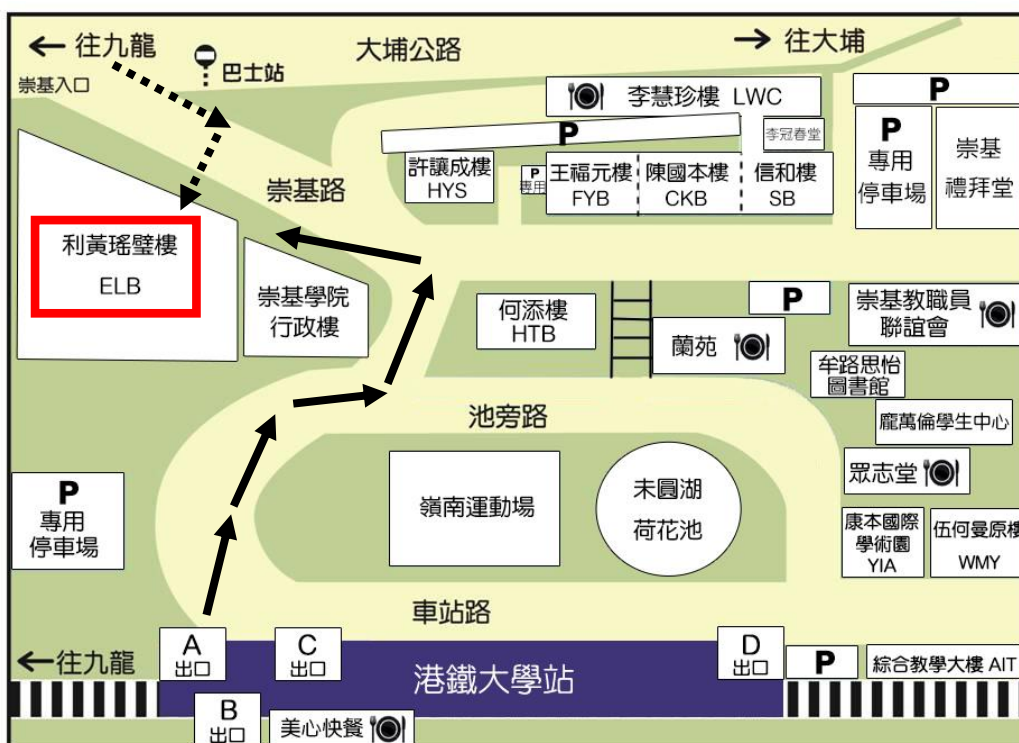 ← 往九龍
大埔公路
→ 往大埔
巴士站
崇基入口
李慧珍樓 LWC
P
P
李冠春堂
P
專用
停車場
崇基
禮拜堂
許讓成樓
HYS
P
專用
王福元樓
FYB
陳國本樓
CKB
信和樓
SB
崇基路
利黃瑤璧樓
ELB
崇基學院
行政樓
何添樓
HTB
蘭苑
P
崇基教職員
聯誼會
牟路思怡
圖書館
池旁路
龐萬倫學生中心
眾志堂
P
專用
停車場
嶺南運動場
未圓湖
荷花池
康本國際
學術園
YIA
伍何曼原樓
WMY
車站路
←往九龍
A
出口
C
出口
港鐵大學站
D
出口
P
綜合教學大樓 AIT
B
出口
美心快餐